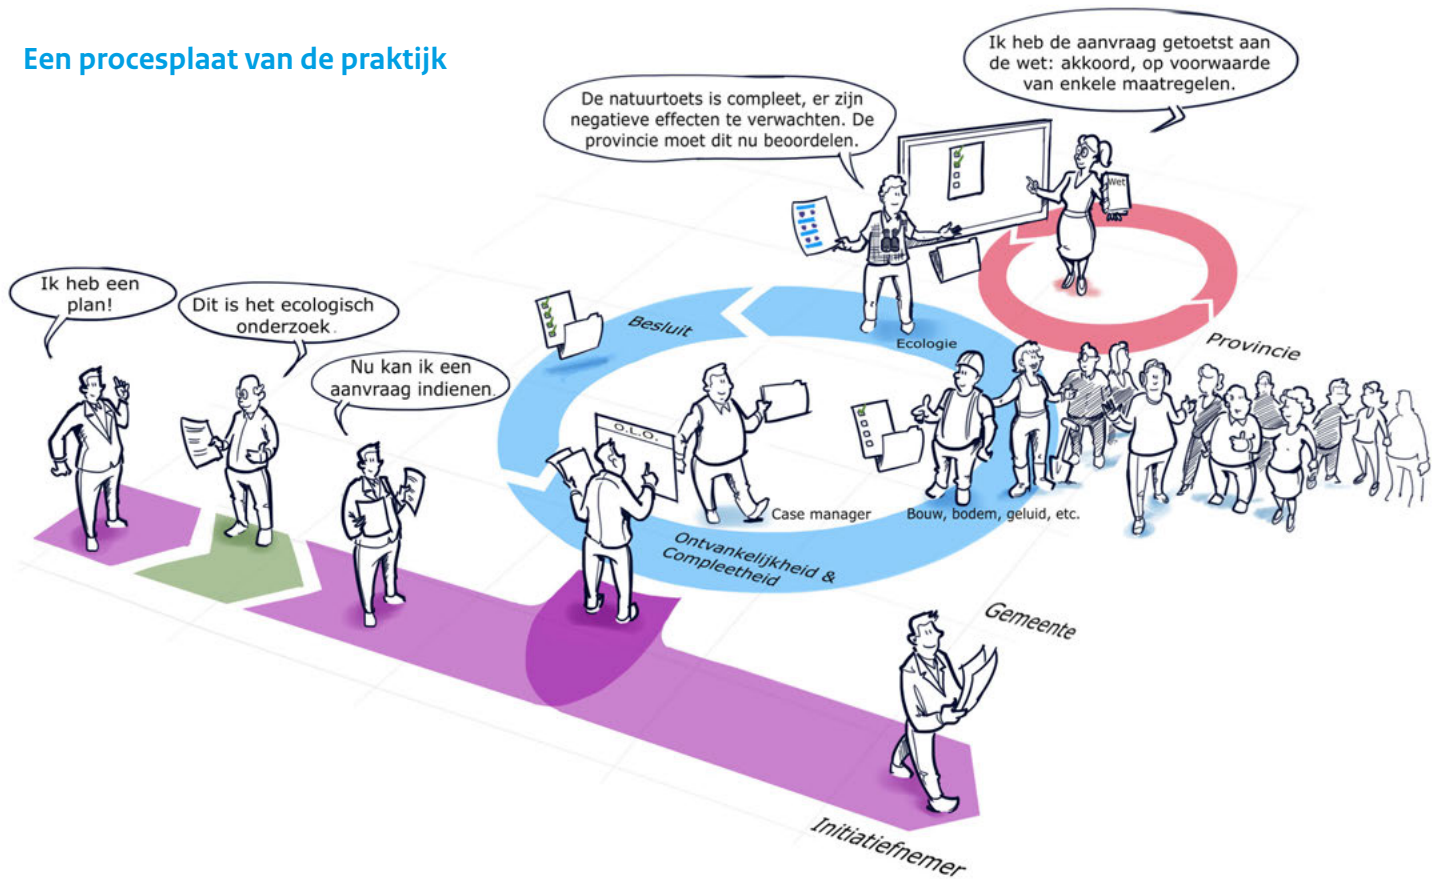 Een procesplaat van de praktijk
Ik heb de aanvraag getoetst aan
de wet: akkoord, op voorwaarde
van enkele maatregelen.
De natuurtoets is compleet, er zijn
negatieve effecten te verwachten. De
provincie moet dit nu beoordelen.
Wet
Ik heb een
plan!
Dit is het ecologisch
onderzoek.
Nu kan ik een
aanvraag indienen.
Besluit
Ecologie
Provincie
O.L.O.
Case manager
Bouw, bodem, geluid, etc.
Ontvankelijkheid &
Compleetheid
Gemeente
Initiatiefnemer